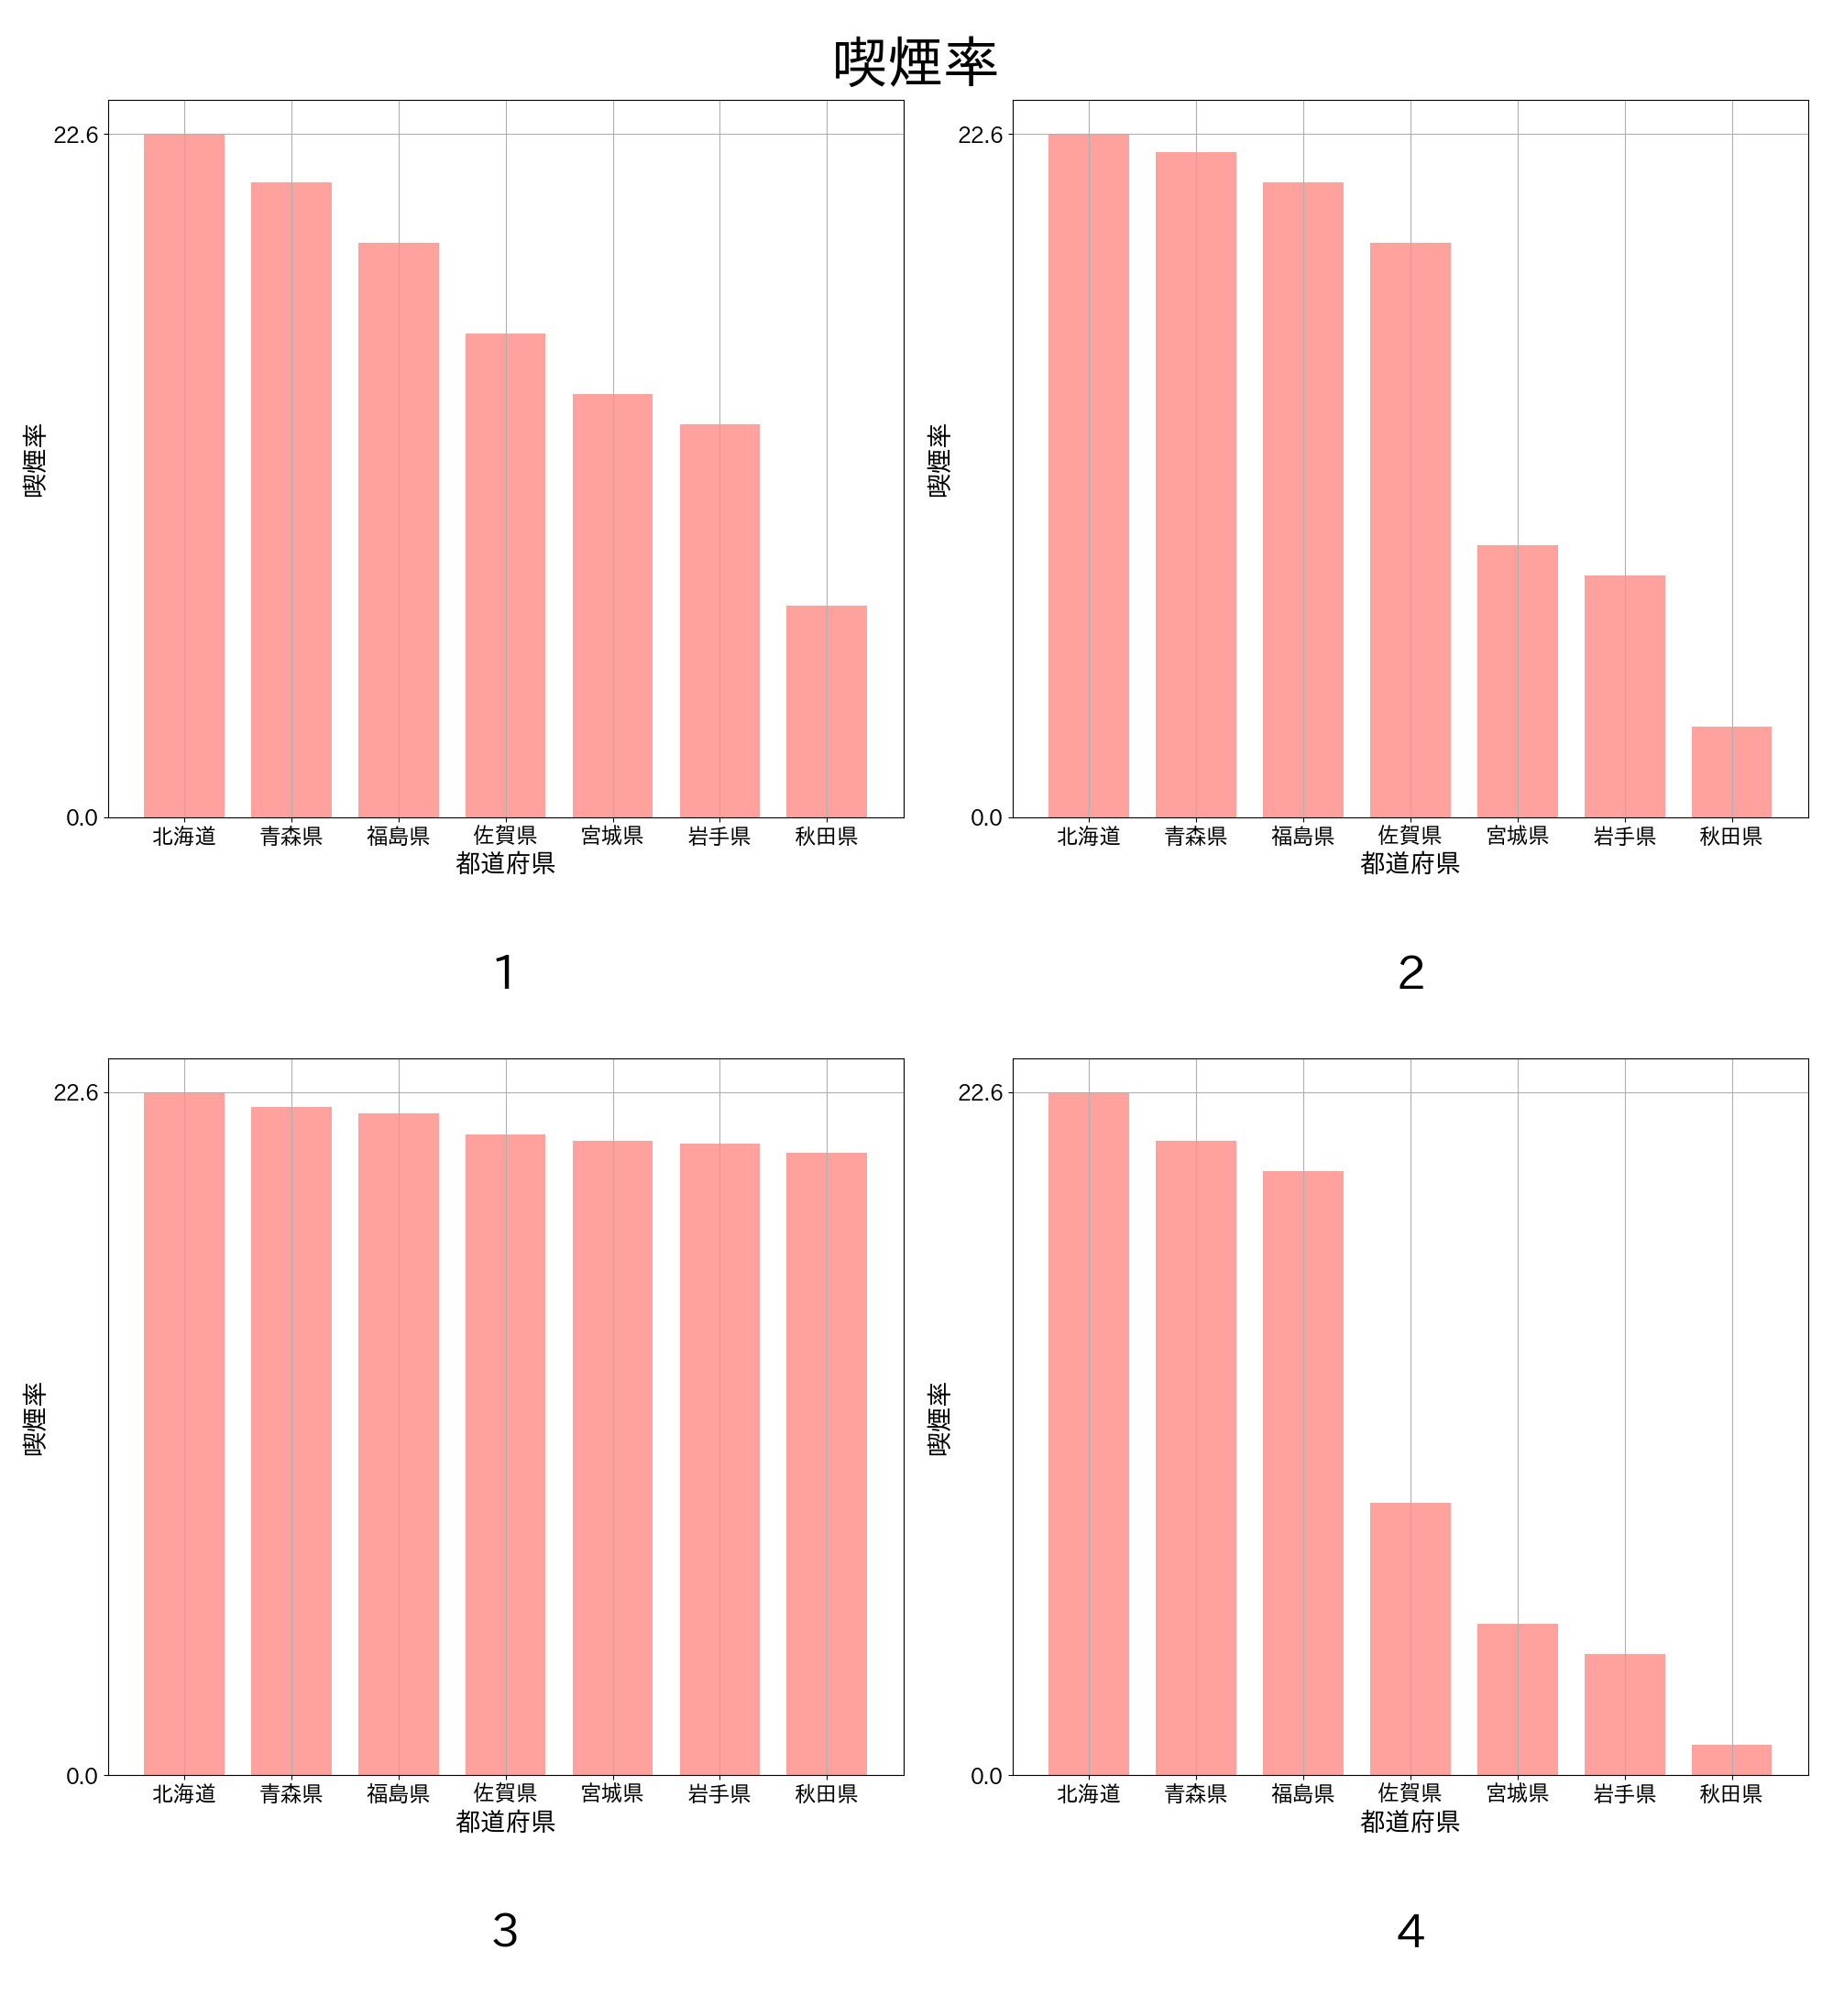 喫煙率
22.6
0.0
喫煙率
北海道 青森県 福島県 佐賀県 宮城県 岩手県 秋田県
都道府県
1
22.6
0.0
喫煙率
北海道 青森県 福島県 佐賀県 宮城県 岩手県 秋田県
都道府県
2
22.6
0.0
喫煙率
北海道 青森県 福島県 佐賀県 宮城県 岩手県 秋田県
都道府県
3
22.6
0.0
喫煙率
北海道 青森県 福島県 佐賀県 宮城県 岩手県 秋田県
都道府県
4